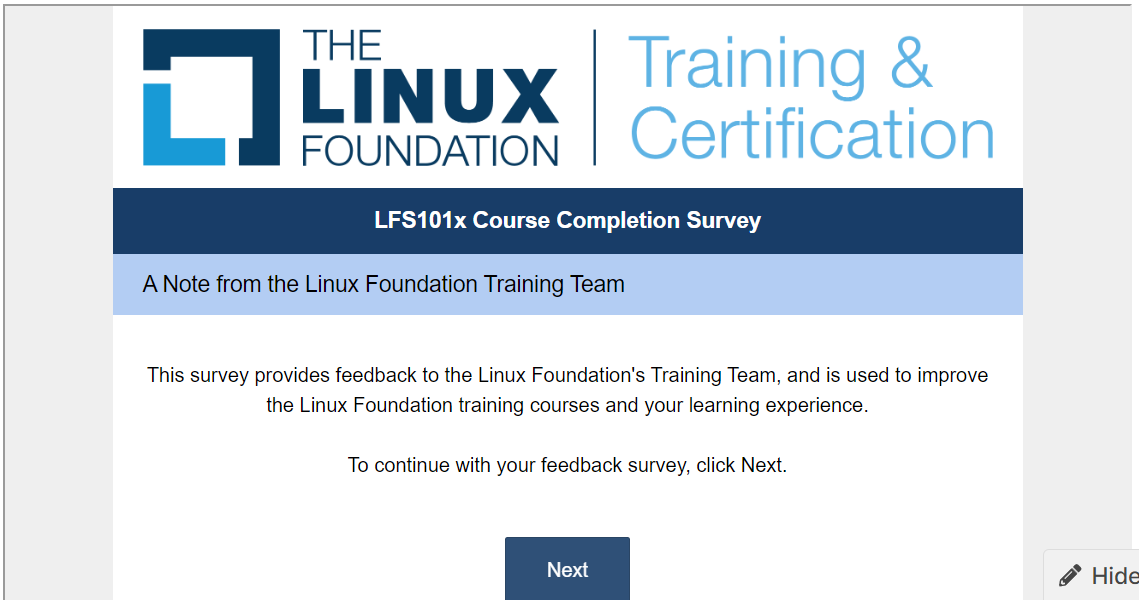 THE
LINUX
FOUNDATION
Training &
Certification
LFS101x Course Completion Survey
A Note from the Linux Foundation Training Team
This survey provides feedback to the Linux Foundation's Training Team, and is used to improve
the Linux Foundation training courses and your learning experience.
To continue with your feedback survey, click Next.
Next
Hide